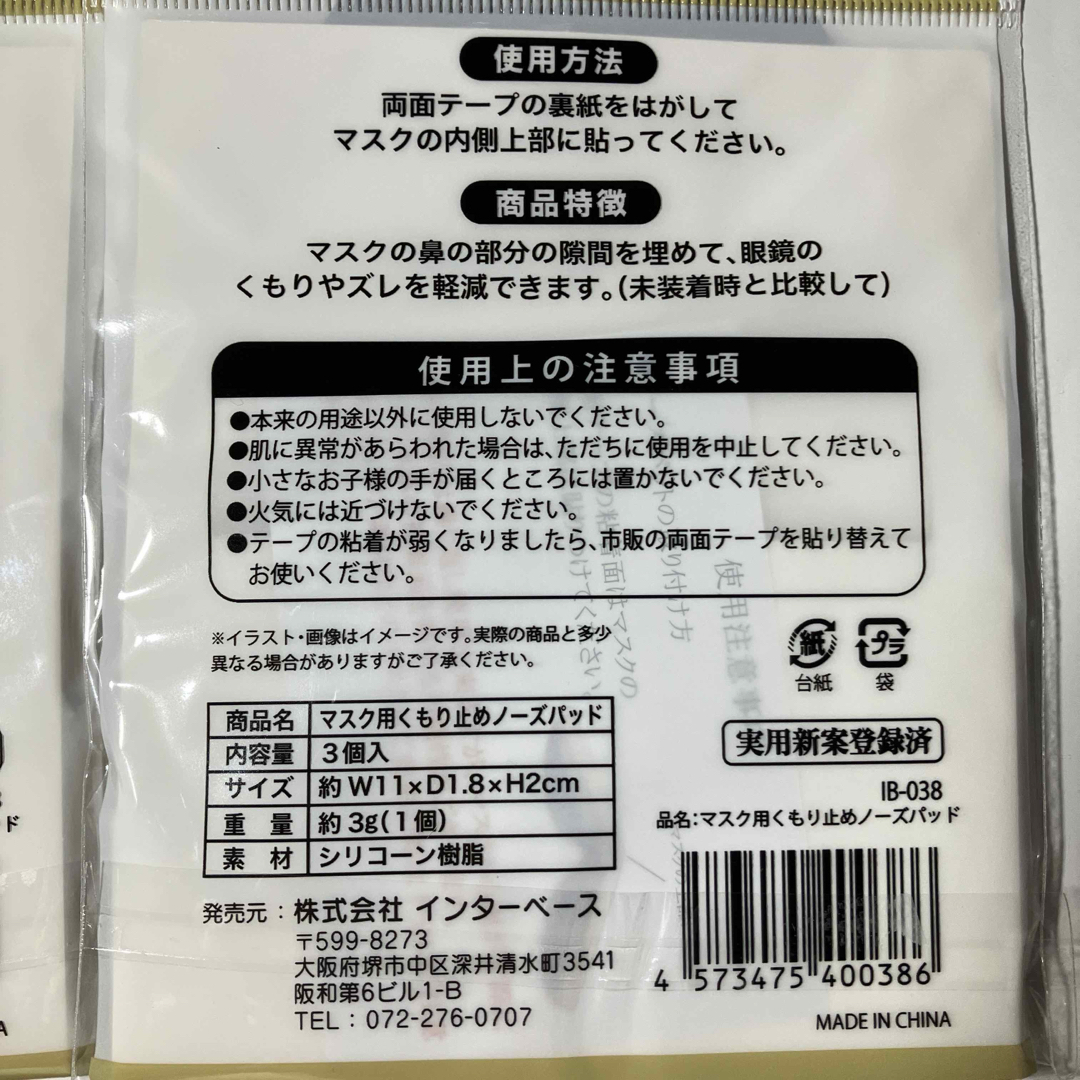 使用方法
両面テープの裏紙をはがして
マスクの内側上部に貼ってください。
商品特徴
マスクの鼻の部分の隙間を埋めて、眼鏡の
くもりやズレを軽減できます。(未装着時と比較して)
使用上の注意事項
●本来の用途以外に使用しないでください。
●肌に異常があらわれた場合は、ただちに使用を中止してください。
●小さなお子様の手が届くところには置かないでください。
●火気には近づけないでください。
●テープの粘着が弱くなりましたら、市販の両面テープを貼り替えて
お使いください。
※イラスト・画像はイメージです。実際の商品と多少
異なる場合がありますがご了承ください。
紙 プラ
台紙 袋
商品名 マスク用くもり止めノーズパッド
内容量 3個入
サイズ 約W11×D1.8×H2cm
重量 約3g(1個)
素材 シリコーン樹脂
実用新案登録済
IB-038
品名:マスク用くもり止めノーズパッド
発売元:株式会社 インターベース
〒599-8273
大阪府堺市中区深井清水町3541
阪和第6ビル1-B
TEL:072-276-0707
4 573475 400386
MADE IN CHINA